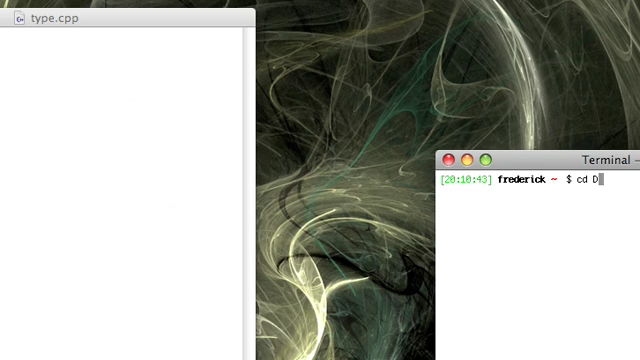 type.cpp
Terminal –
[20:10:43] frederick ~ $ cd D